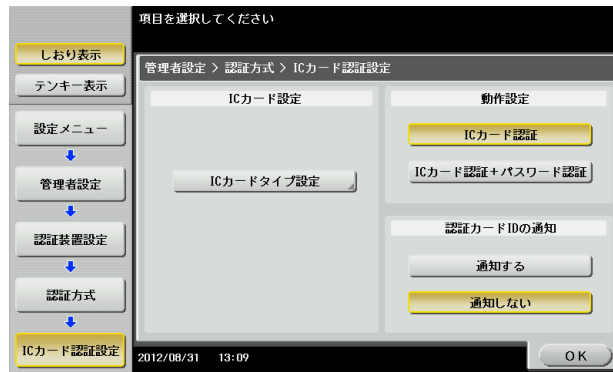 項目を選択してください
しおり表示
テンキー表示
設定メニュー
管理者設定
認証装置設定
認証方式
ICカード認証設定
管理者設定 > 認証方式 > ICカード認証設定
ICカード設定
ICカードタイプ設定
動作設定
ICカード認証
ICカード認証+パスワード認証
認証カードIDの通知
通知する
通知しない
2012/08/31 13:09
OK